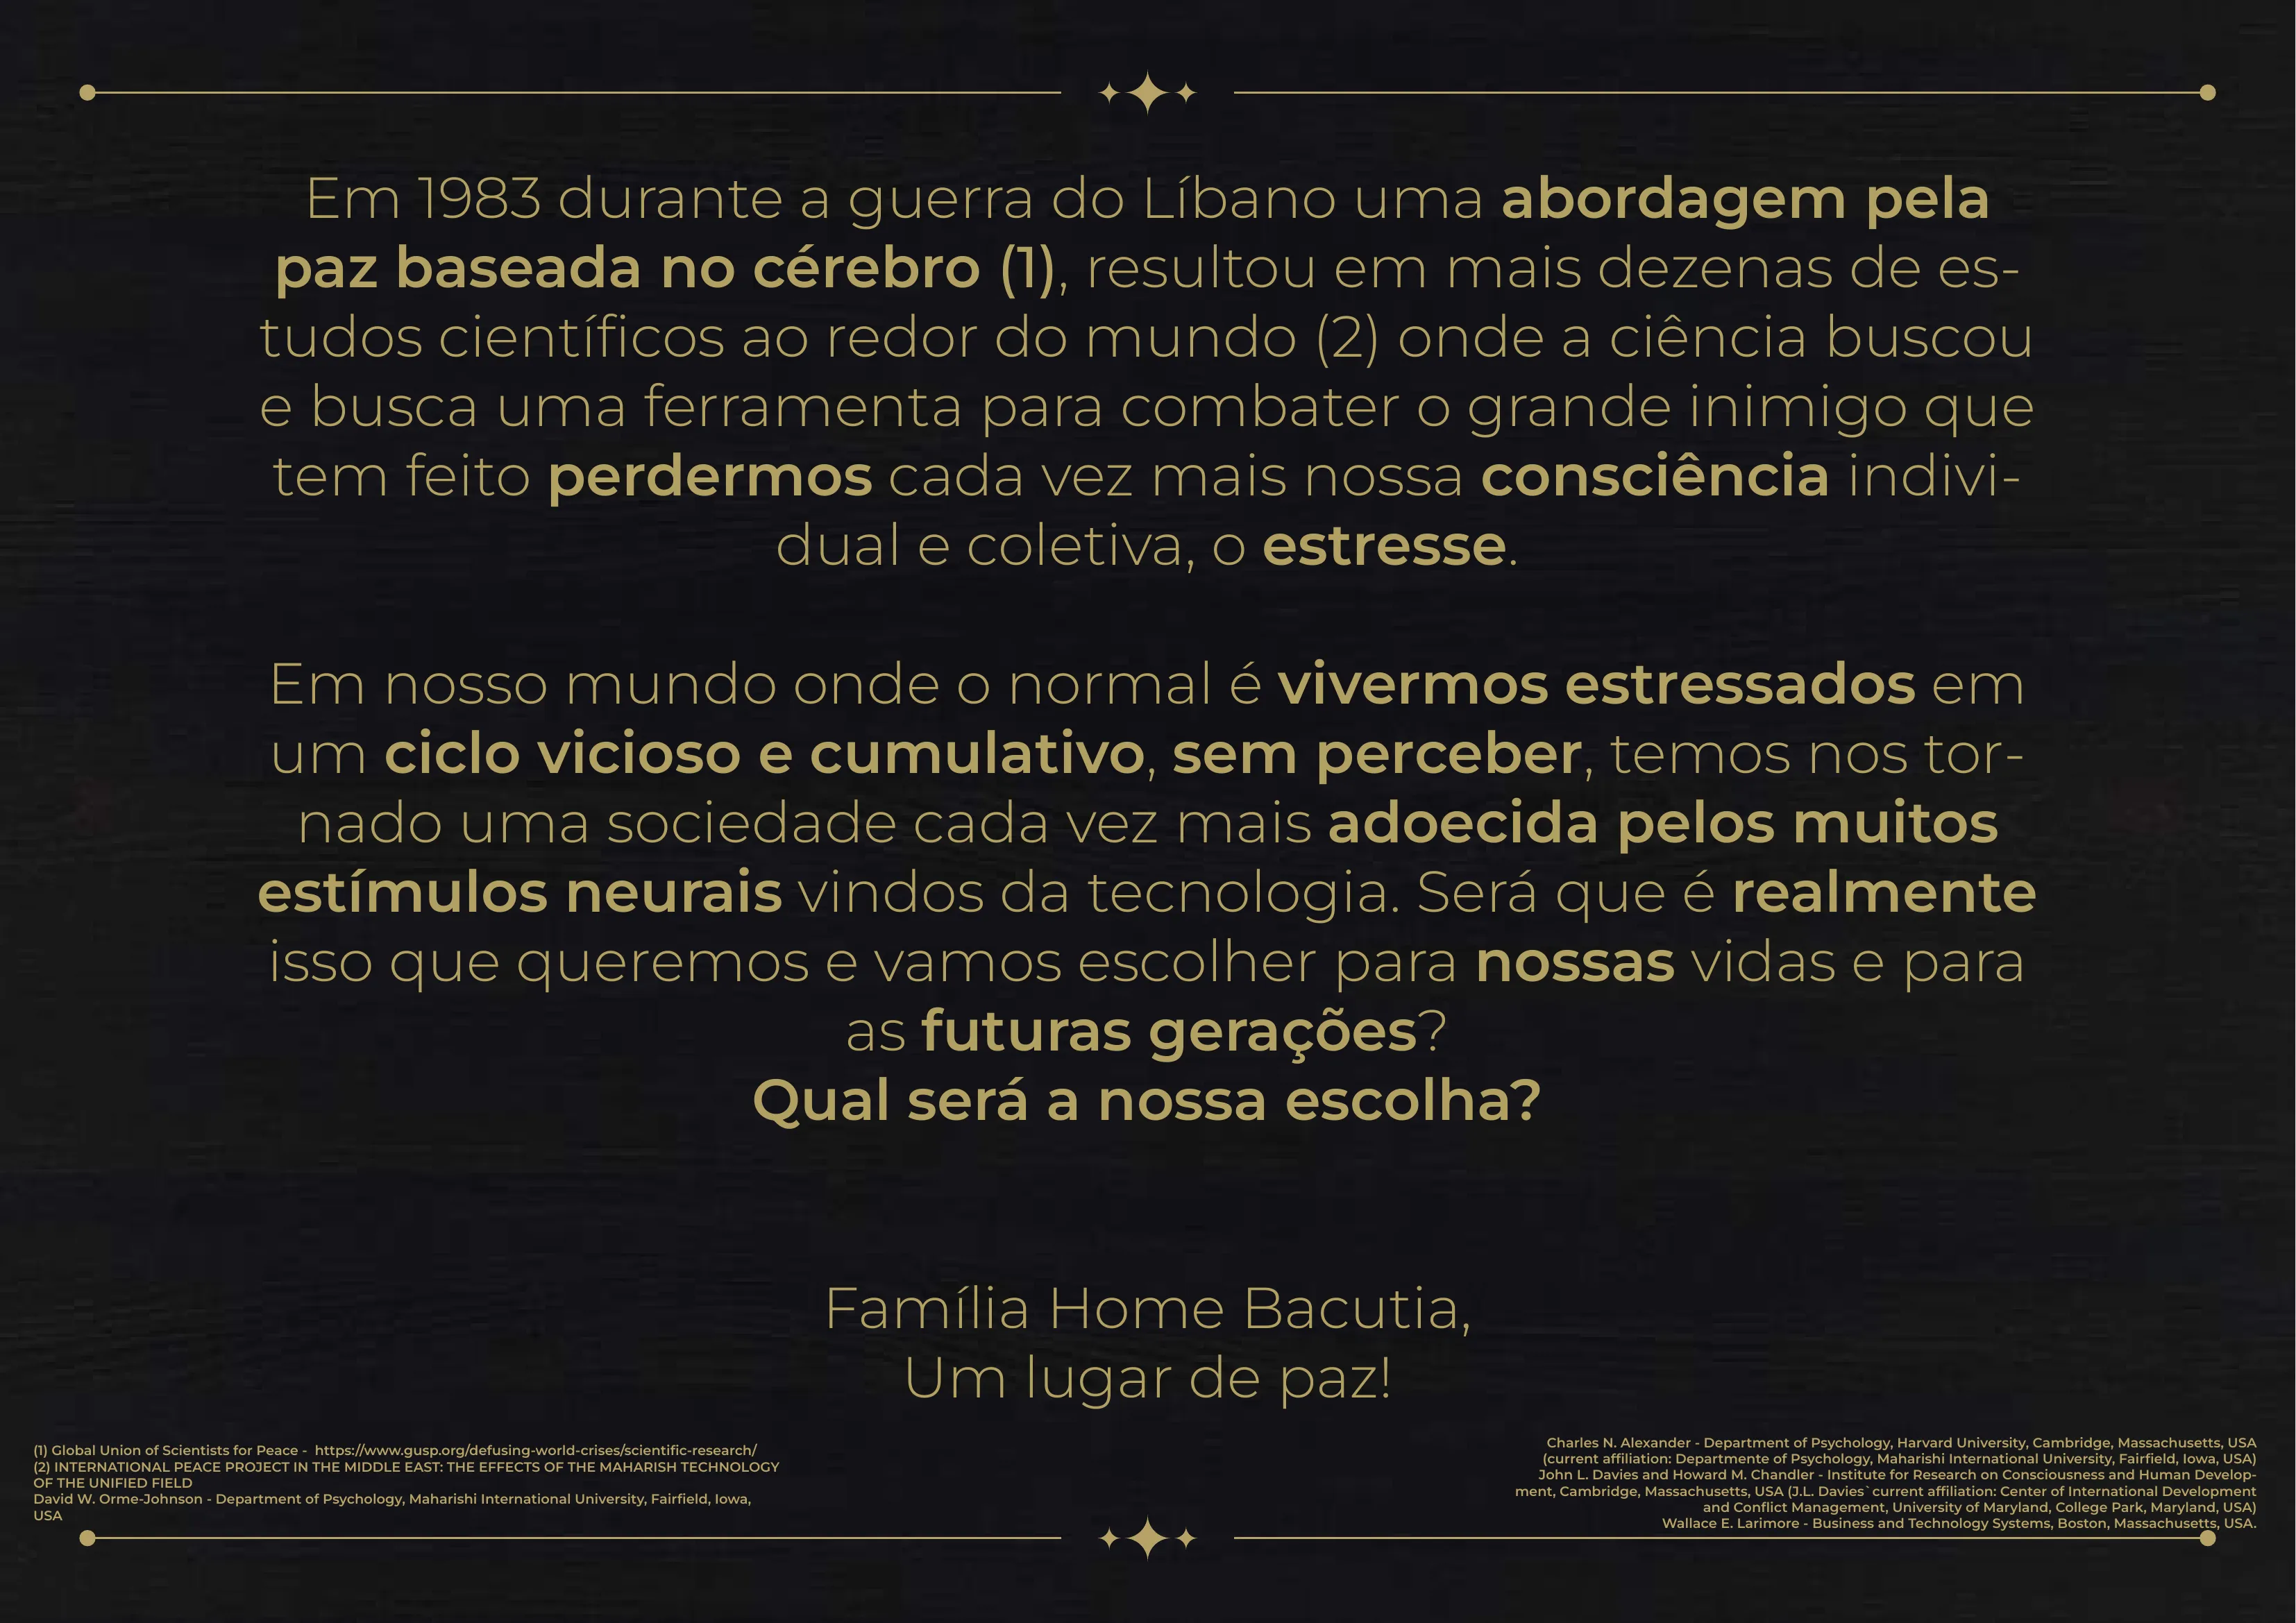 Em 1983 durante a guerra do Líbano uma abordagem pela
paz baseada no cérebro (1), resultou em mais dezenas de es-
tudos científicos ao redor do mundo (2) onde a ciência buscou
e busca uma ferramenta para combater o grande inimigo que
tem feito perdermos cada vez mais nossa consciência indivi-
dual e coletiva, o estresse.
Em nosso mundo onde o normal é vivermos estressados em
um ciclo vicioso e cumulativo, sem perceber, temos nos tor-
nado uma sociedade cada vez mais adoecida pelos muitos
estímulos neurais vindos da tecnologia. Será que é realmente
isso que queremos e vamos escolher para nossas vidas e para
as futuras gerações?
Qual será a nossa escolha?
Família Home Bacutia,
Um lugar de paz!
(1) Global Union of Scientists for Peace - https://www.gusp.org/defusing-world-crises/scientific-research/
(2) INTERNATIONAL PEACE PROJECT IN THE MIDDLE EAST: THE EFFECTS OF THE MAHARISH TECHNOLOGY
OF THE UNIFIED FIELD
David W. Orme-Johnson - Department of Psychology, Maharishi International University, Fairfield, Iowa,
USA
Charles N. Alexander - Department of Psychology, Harvard University, Cambridge, Massachusetts, USA
(current affiliation: Departmente of Psychology, Maharishi International University, Fairfield, Iowa, USA)
John L. Davies and Howard M. Chandler - Institute for Research on Consciousness and Human Develop-
ment, Cambridge, Massachusetts, USA (J.L. Davies`current affiliation: Center of International Development
and Conflict Management, University of Maryland, College Park, Maryland, USA)
Wallace E. Larimore - Business and Technology Systems, Boston, Massachusetts, USA.